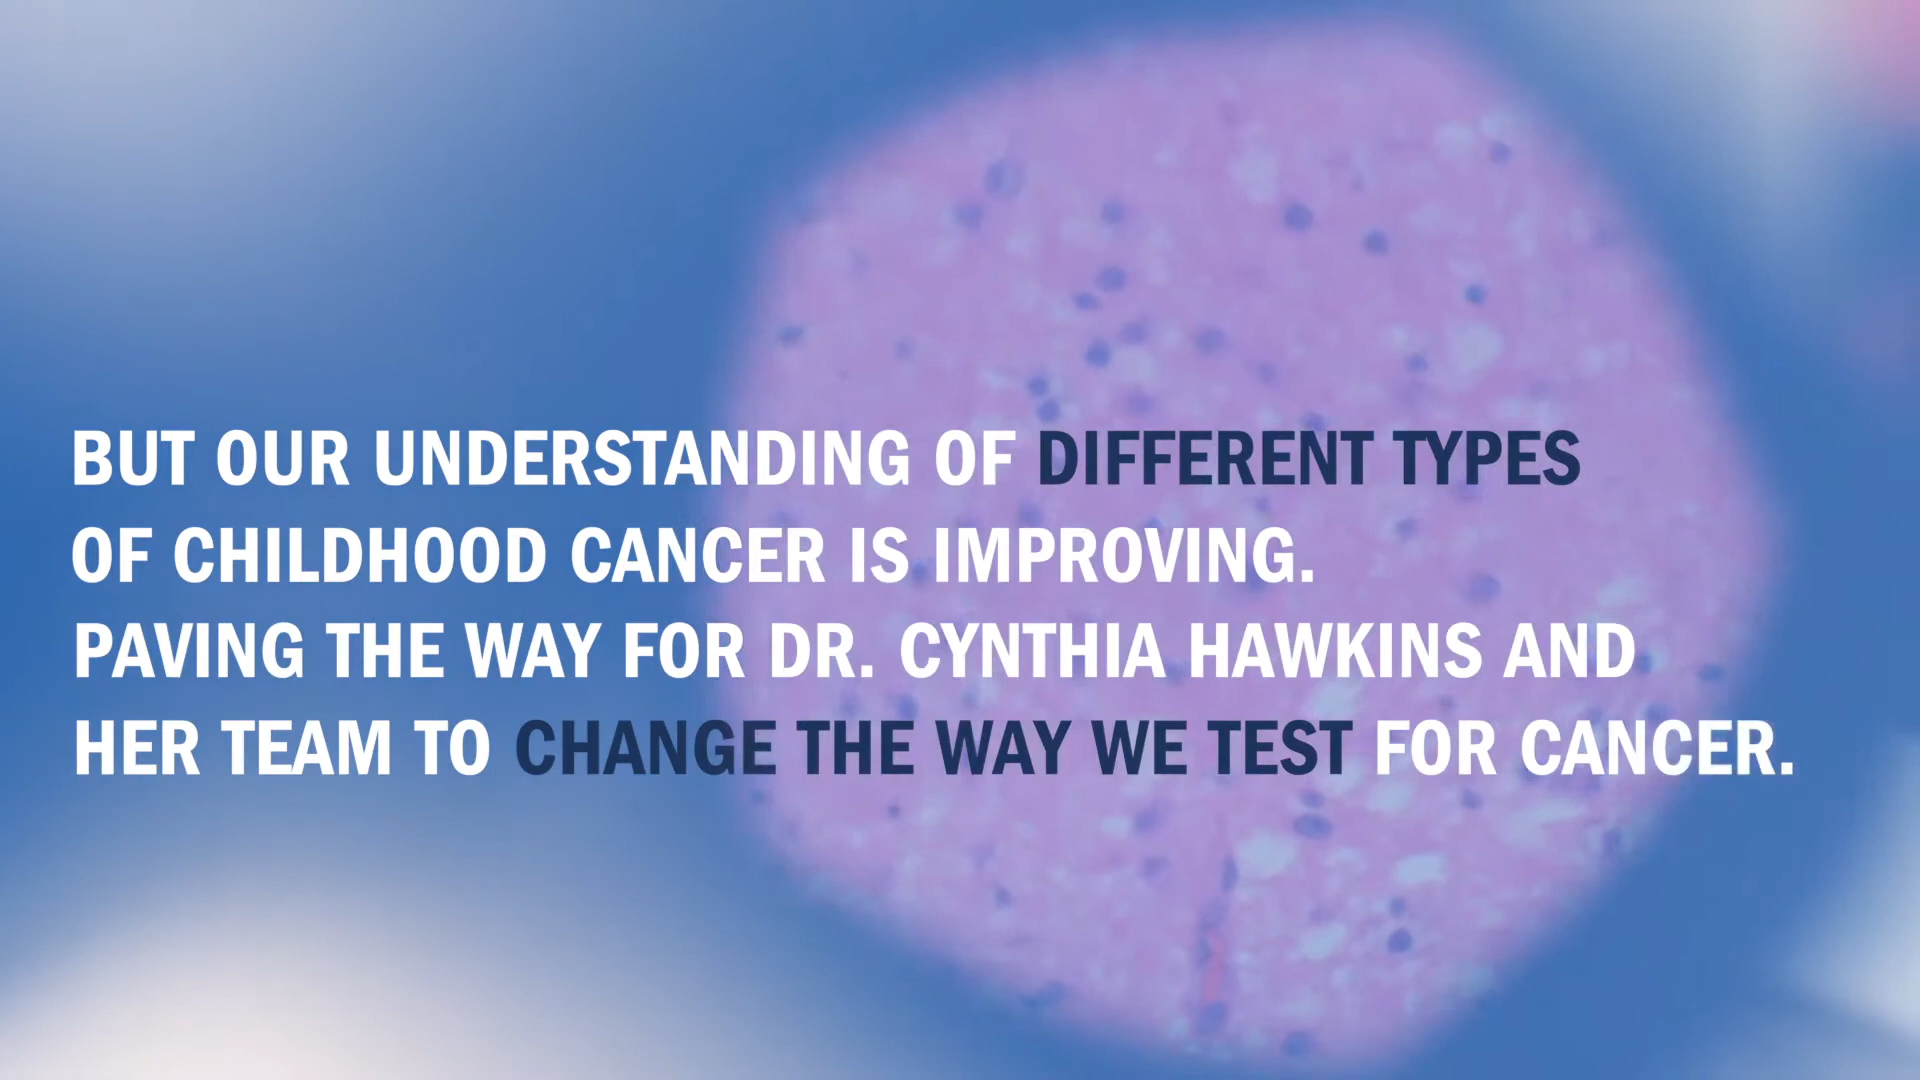 BUT OUR UNDERSTANDING OF DIFFERENT TYPES
OF CHILDHOOD CANCER IS IMPROVING.
PAVING THE WAY FOR DR. CYNTHIA HAWKINS AND
HER TEAM TO CHANGE THE WAY WE TEST FOR CANCER.